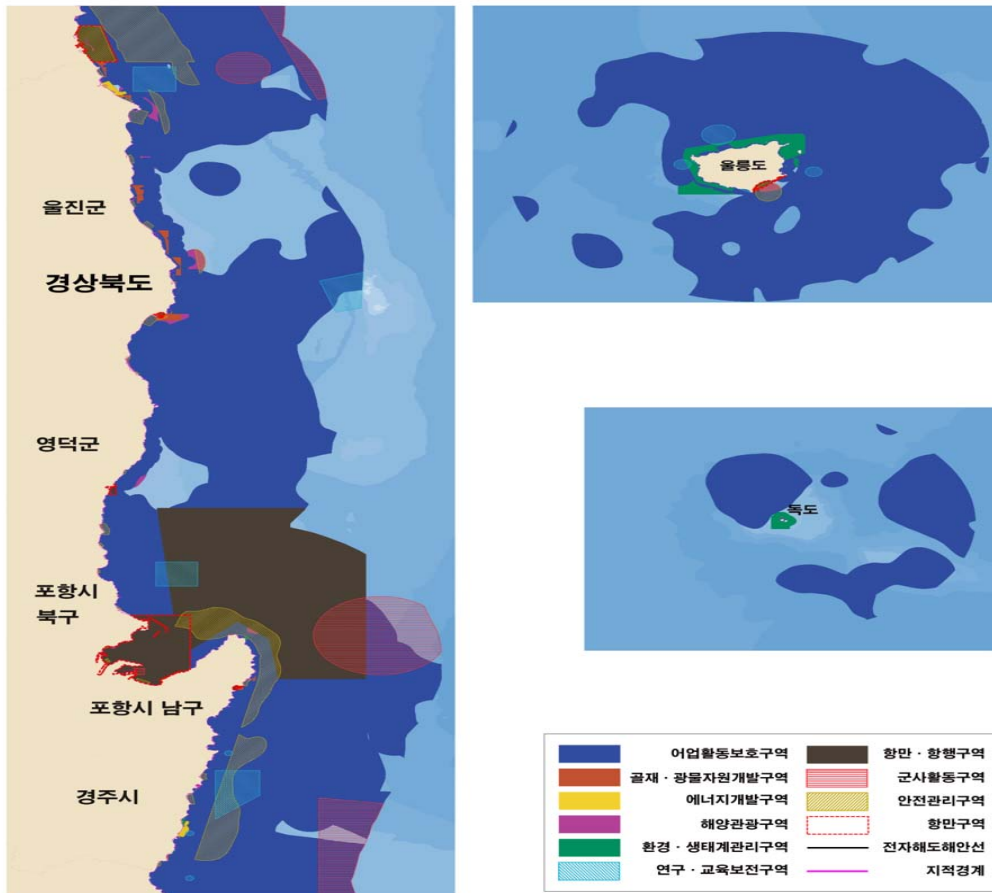 울진군
경상북도
영덕군
포항시
북구
포항시 남구
경주시
울릉도
독도
어업활동보호구역
골재·광물자원개발구역
에너지개발구역
해양관광구역
환경·생태계관리구역
연구·교육보전구역
항만·항행구역
군사활동구역
안전관리구역
항만구역
전자해도해안선
지적경계